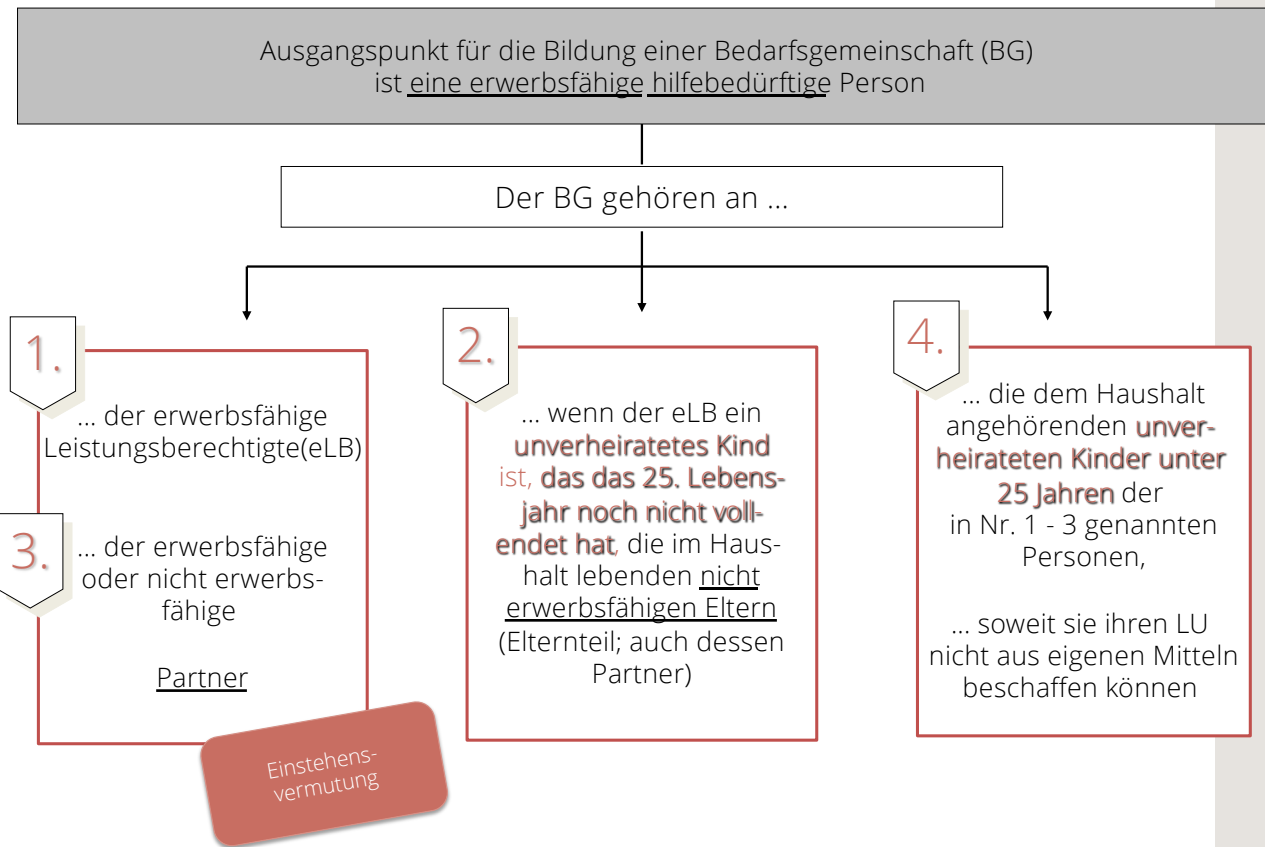 Ausgangspunkt für die Bildung einer Bedarfsgemeinschaft (BG)
ist eine erwerbsfähige hilfebedürftige Person
Der BG gehören an ...
1.
... der erwerbsfähige
Leistungsberechtigte(eLB)
3.
... der erwerbsfähige
oder nicht erwerbs-
fähige
Partner
Einstehens-
vermutung
2.
... wenn der eLB ein
unverheiratetes Kind
ist, das das 25. Lebens-
jahr noch nicht voll-
endet hat, die im Haus-
halt lebenden nicht
erwerbsfähigen Eltern
(Elternteil; auch dessen
Partner)
4.
... die dem Haushalt
angehörenden unver-
heirateten Kinder unter
25 Jahren der
in Nr. 1 - 3 genannten
Personen,
... soweit sie ihren LU
nicht aus eigenen Mitteln
beschaffen können